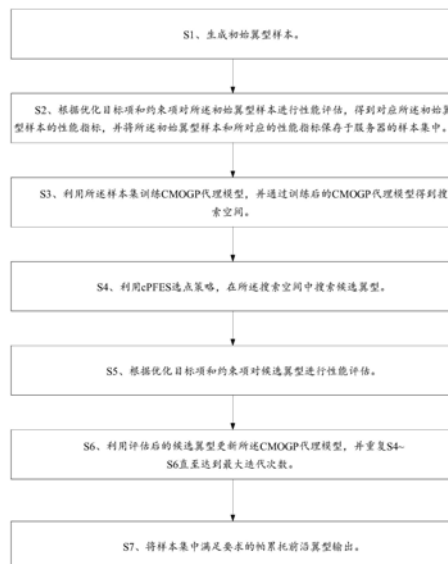 S1、生成初始翼型样本。
S2、根据优化目标项和约束项对所述初始翼型样本进行性能评估，得到对应所述初始翼
型样本的性能指标，并将所述初始翼型样本和所对应的性能指标保存于服务器的样本集中。
S3、利用所述样本集训练CMOGP代理模型，并通过训练后的CMOGP代理模型得到搜
索空间。
S4、利用cPFES选点策略，在所述搜索空间中搜索候选翼型。
S5、根据优化目标项和约束项对候选翼型进行性能评估。
S6、利用评估后的候选翼型更新所述CMOGP代理模型，并重复S4~
S6直至达到最大迭代次数。
S7、将样本集中满足要求的帕累托前沿翼型输出。